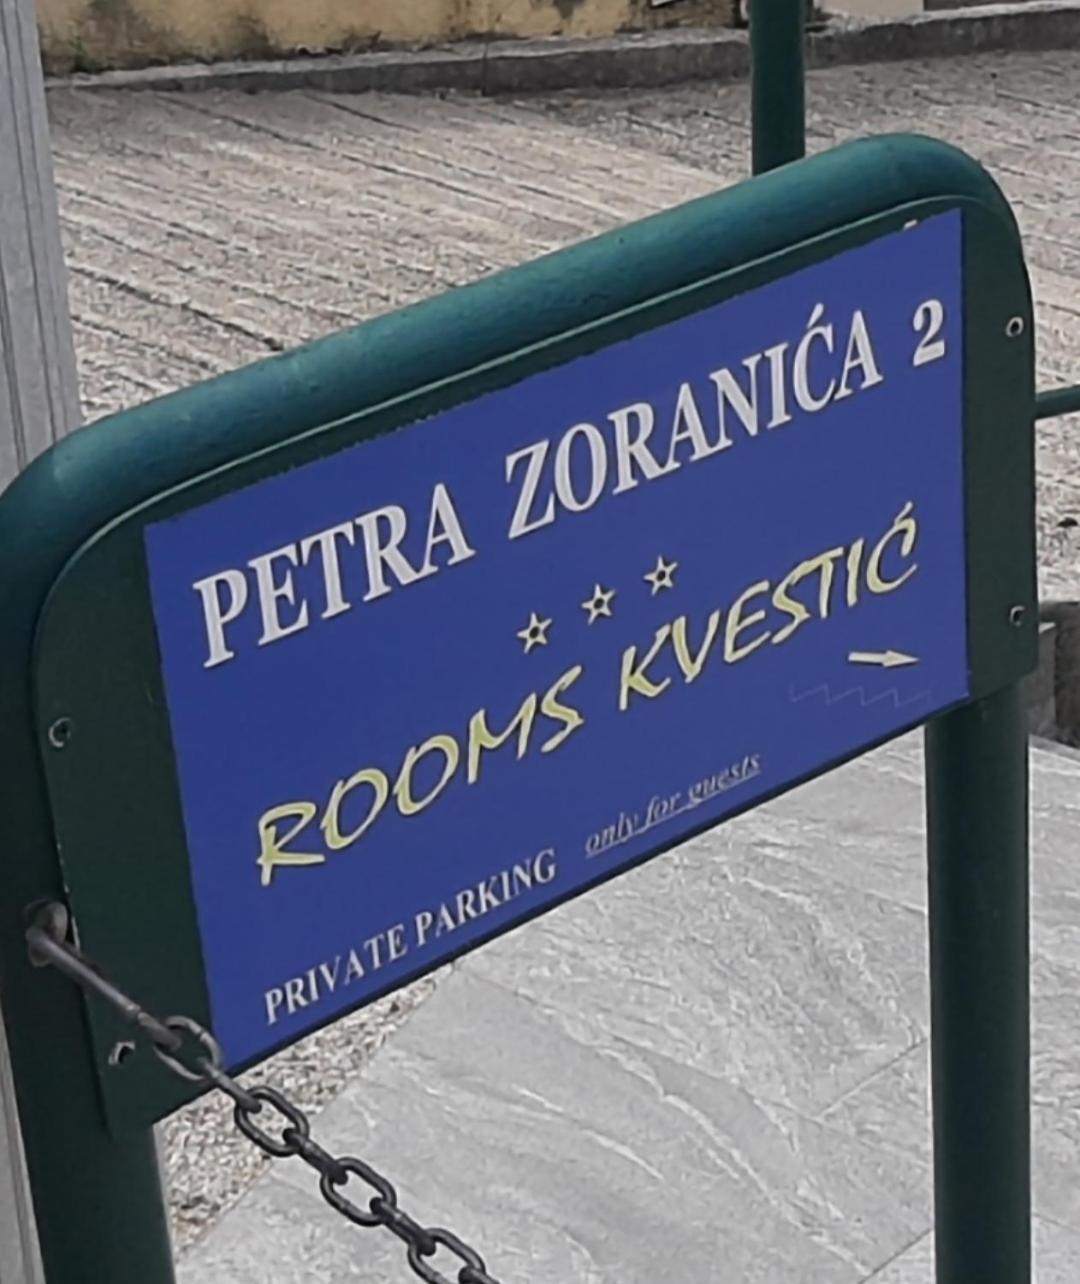 PETRA ZORANIĆA 2
ROOMS KVESTIĆ
PRIVATE PARKING only for guests